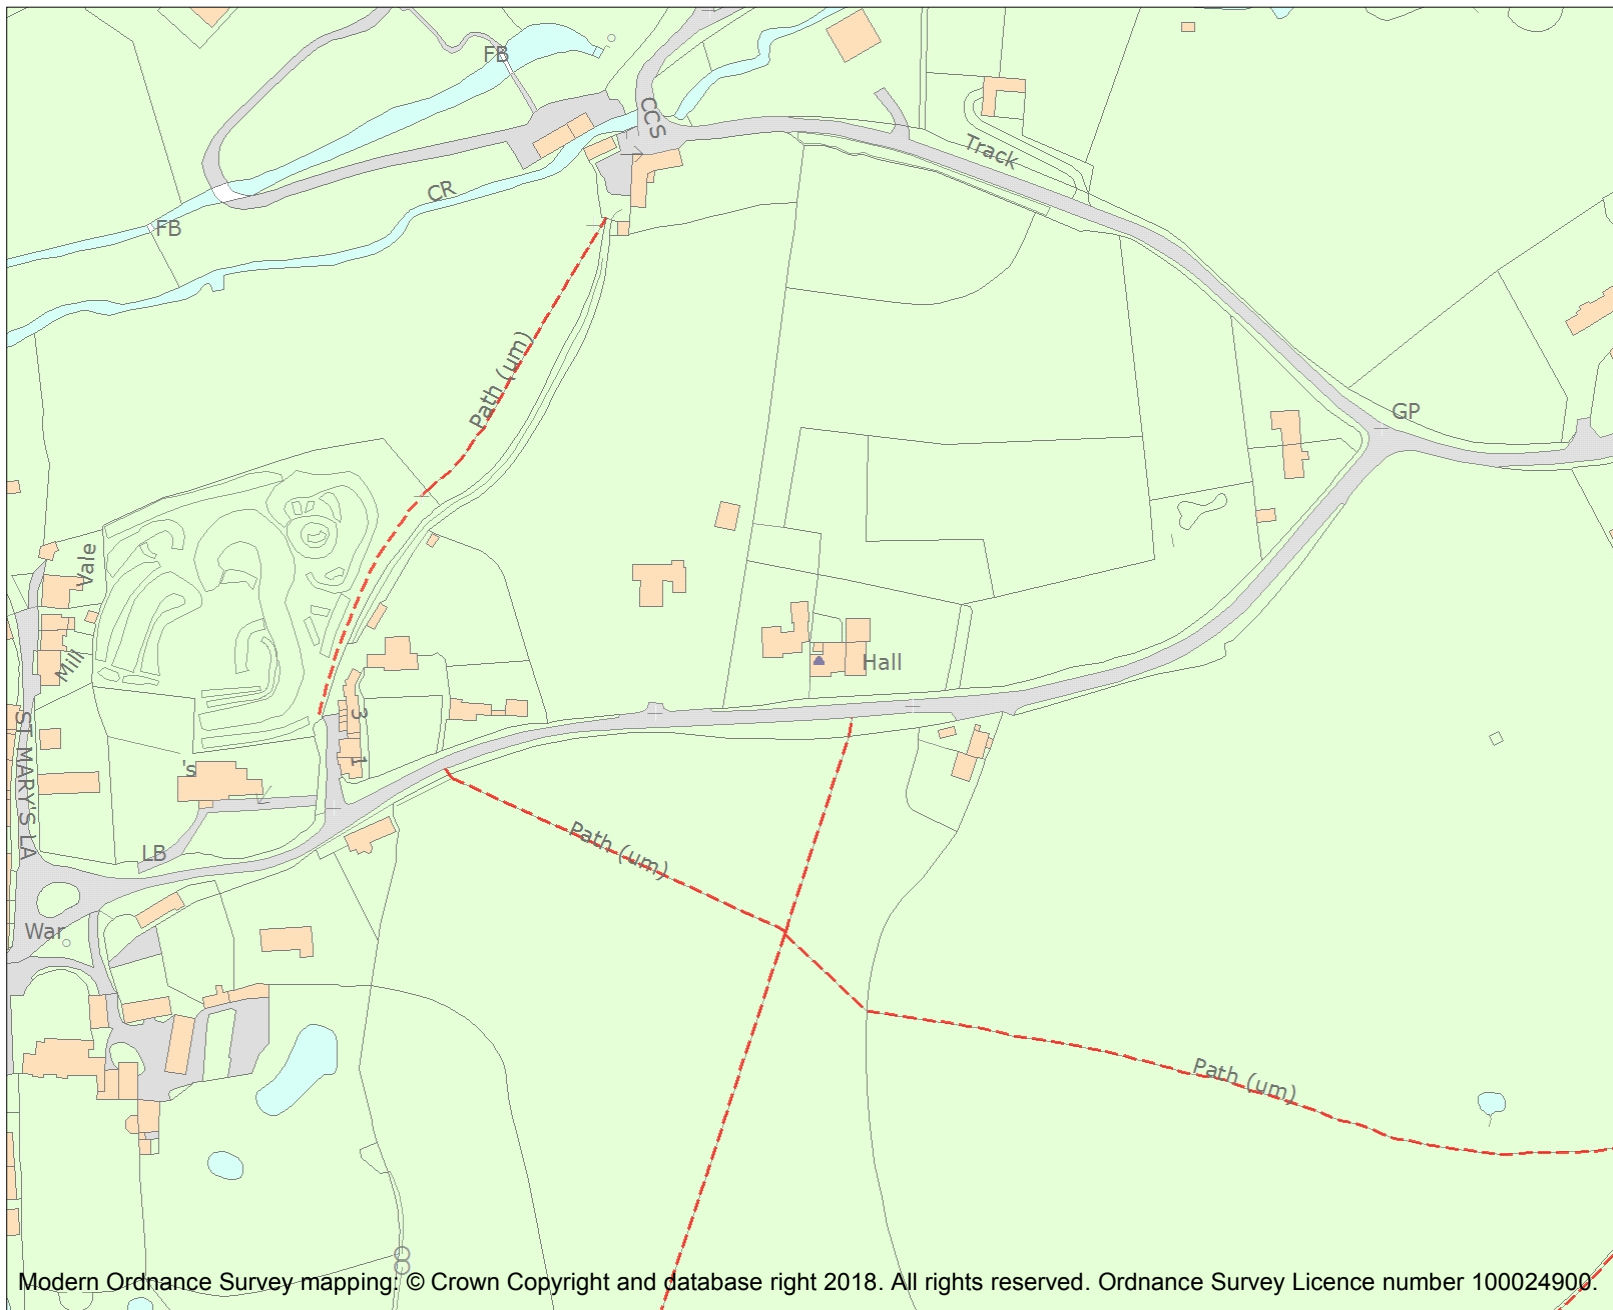 FB
CCS
Track
CR
FB
Path (um)
GP
Vale
Mill
Hall
3
1
ST MARY'S LA
's
LB
Path (um)
War
Path (um)
Modern Ordnance Survey mapping: © Crown Copyright and database right 2018. All rights reserved. Ordnance Survey Licence number 100024900.